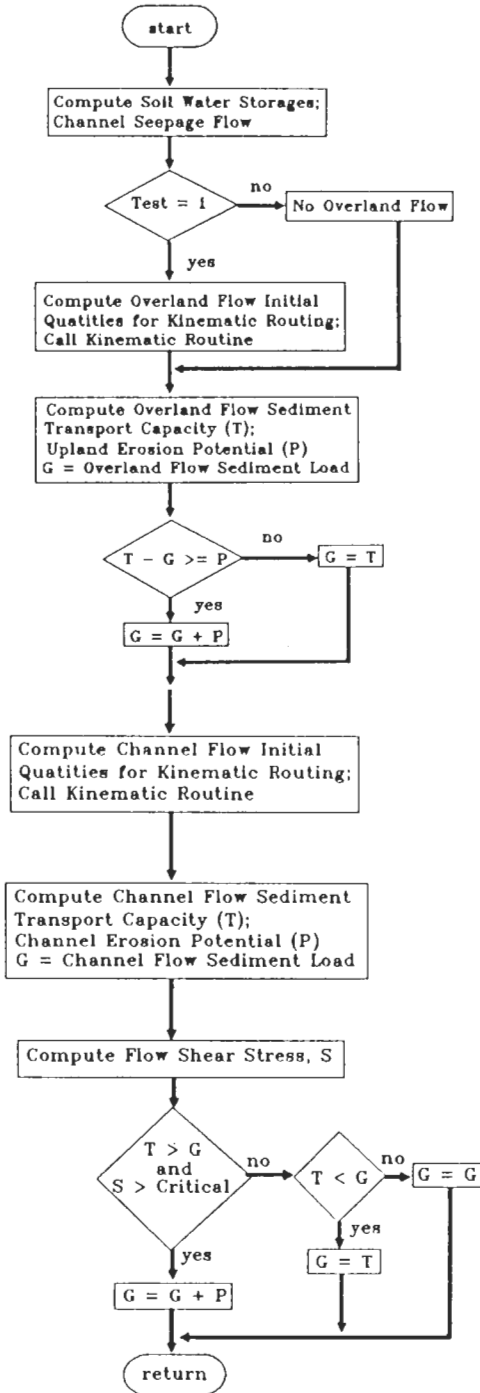 start
Compute Soil Water Storages;
Channel Seepage Flow
Test = 1
no
No Overland Flow
yes
Compute Overland Flow Initial
Quatities for Kinematic Routing;
Call Kinematic Routine
Compute Overland Flow Sediment
Transport Capacity (T);
Upland Erosion Potential (P)
G = Overland Flow Sediment Load
T - G >= P
no
G = T
yes
G = G + P
Compute Channel Flow Initial
Quatities for Kinematic Routing;
Call Kinematic Routine
Compute Channel Flow Sediment
Transport Capacity (T);
Channel Erosion Potential (P)
G = Channel Flow Sediment Load
Compute Flow Shear Stress, S
T > G
and
S > Critical
no
T < G
no
G = G
yes
G = T
yes
G = G + P
return